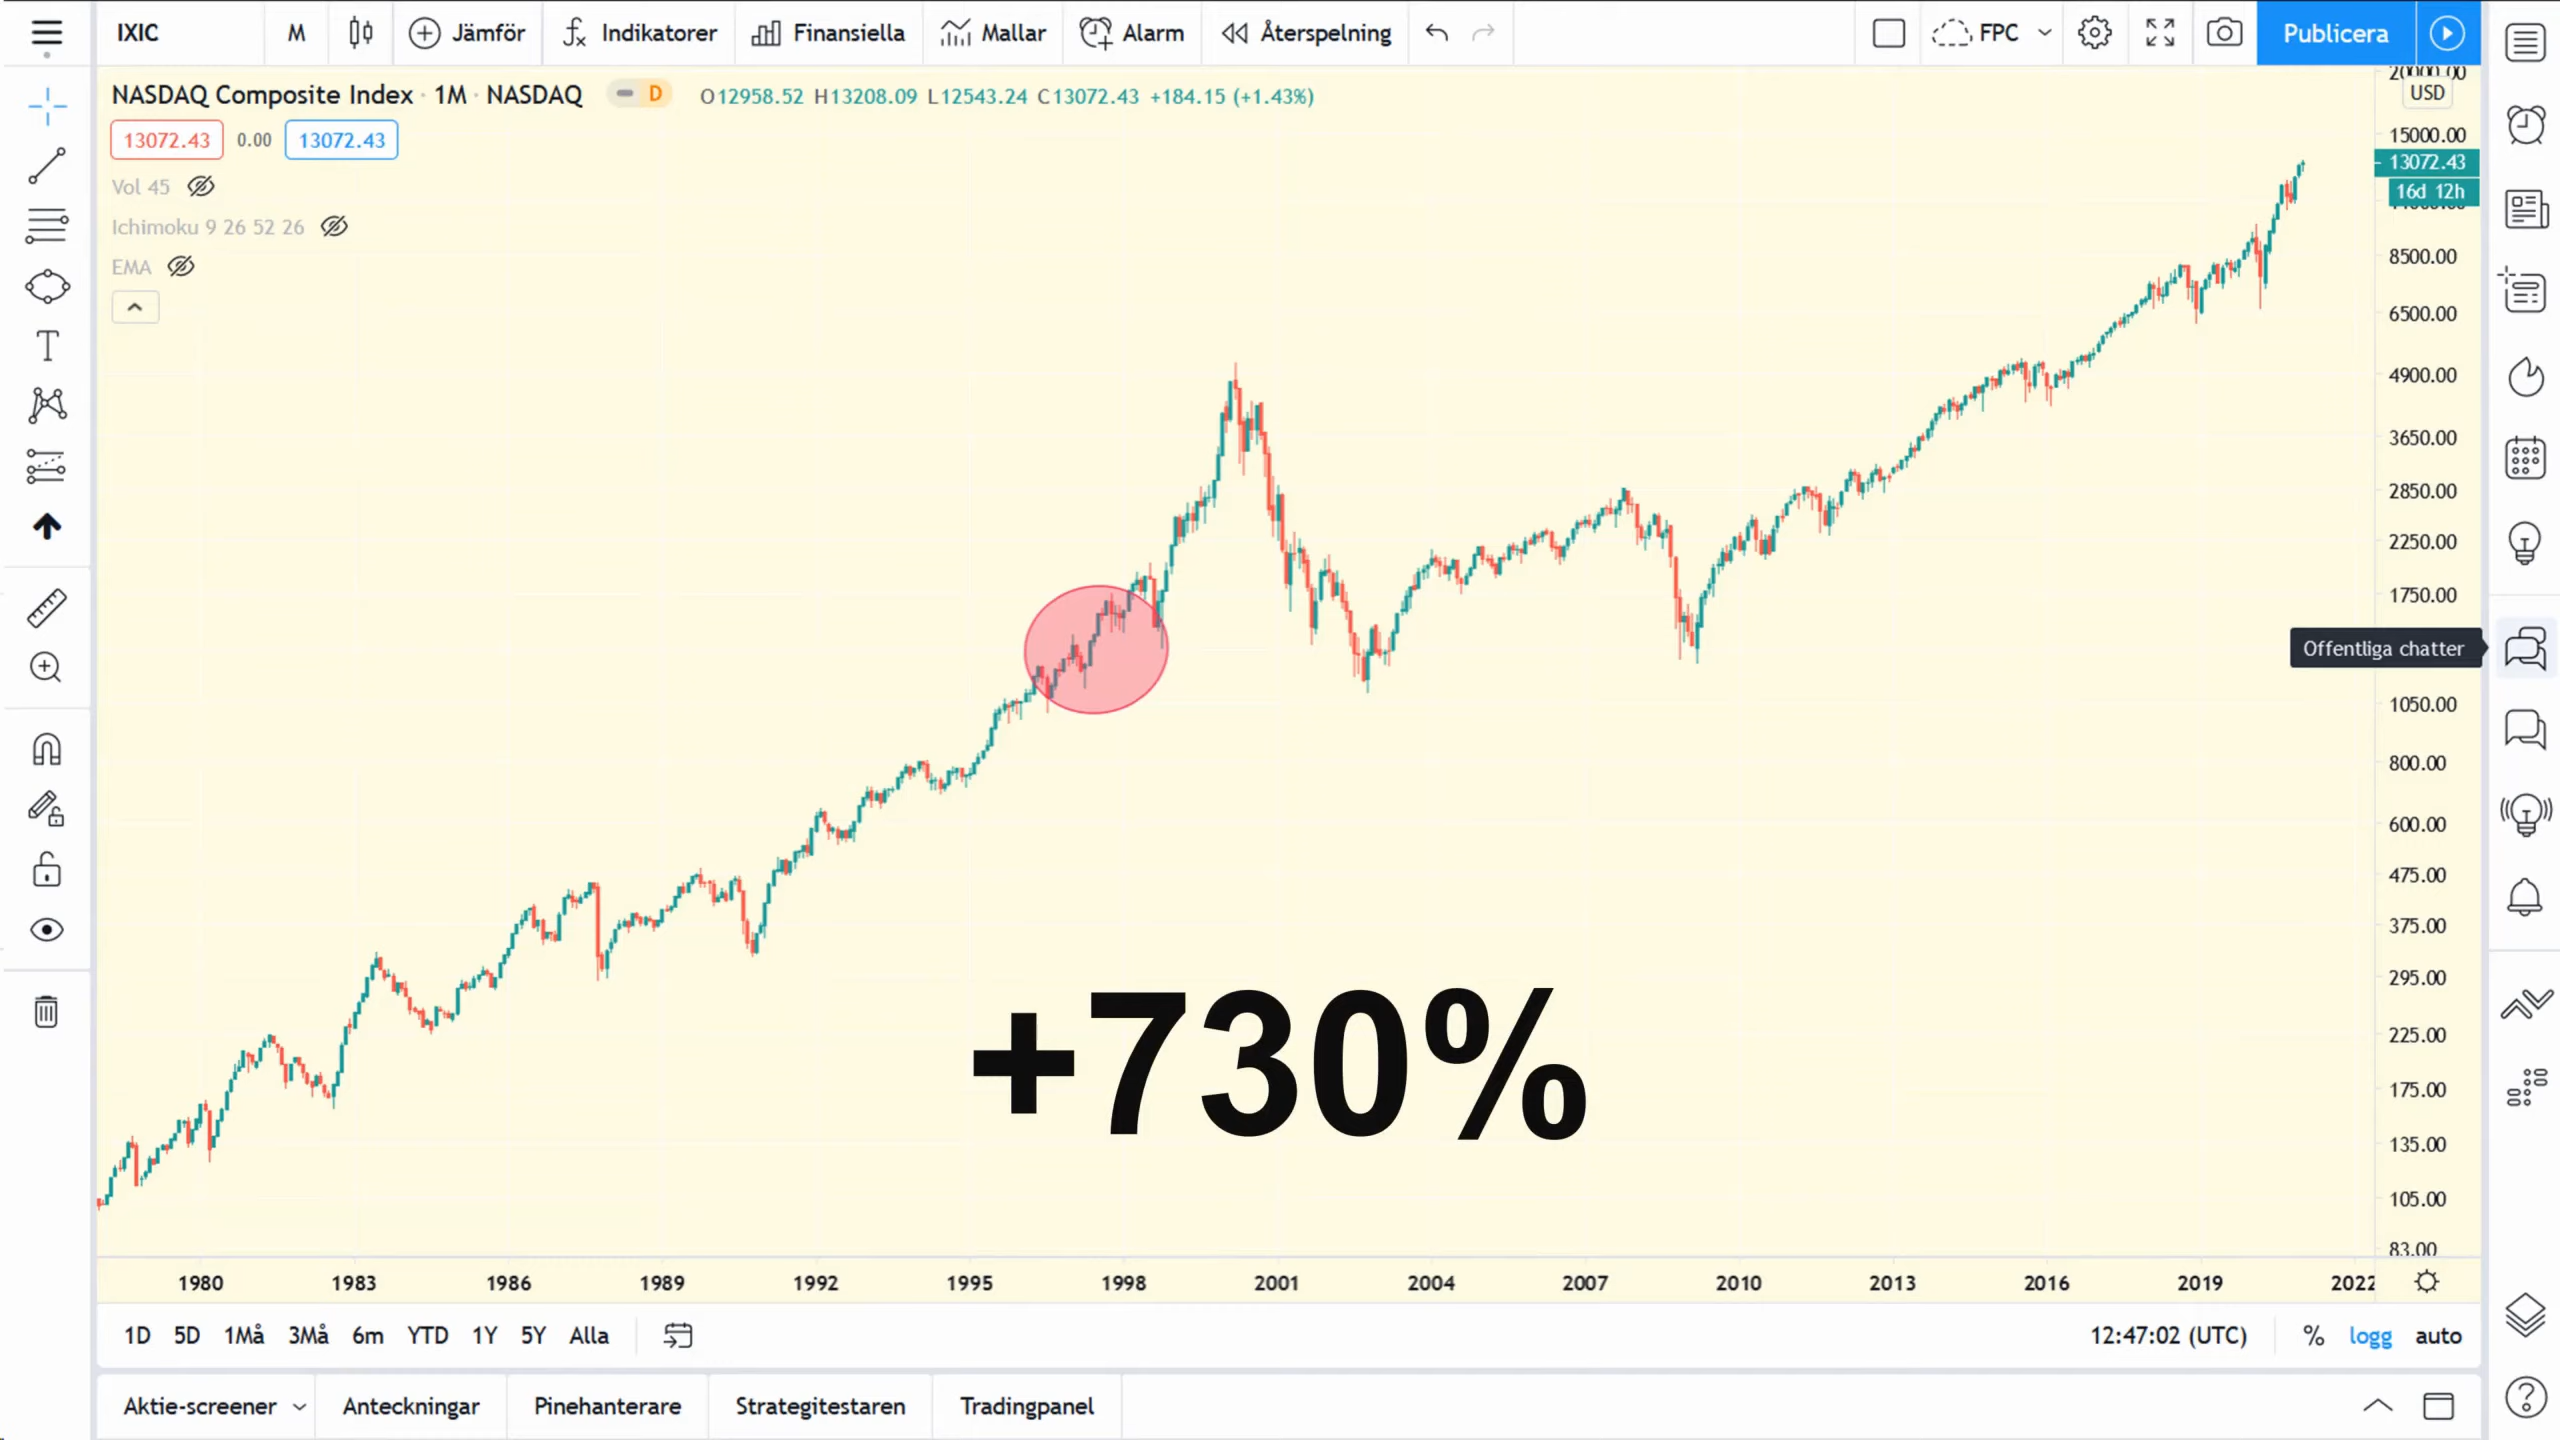 IXIC M Jämför Indikatorer Finansiella Mallar Alarm Återspelning FPC Publicera
NASDAQ Composite Index · 1M · NASDAQ D O12958.52 H13208.09 L12543.24 C13072.43 +184.15 (+1.43%)
13072.43 0.00 13072.43
Vol 45
Ichimoku 9 26 52 26
EMA
20000.00
USD
15000.00
13072.43
16d 12h
8500.00
6500.00
4900.00
3650.00
2850.00
2250.00
1750.00
Offentliga chatter
1050.00
800.00
600.00
475.00
375.00
295.00
225.00
175.00
135.00
105.00
83.00
+730%
1980 1983 1986 1989 1992 1995 1998 2001 2004 2007 2010 2013 2016 2019 2022
1D 5D 1Må 3Må 6m YTD 1Y 5Y Alla 12:47:02 (UTC) % logg auto
Aktie-screener Anteckningar Pinehanterare Strategitestaren Tradingpanel